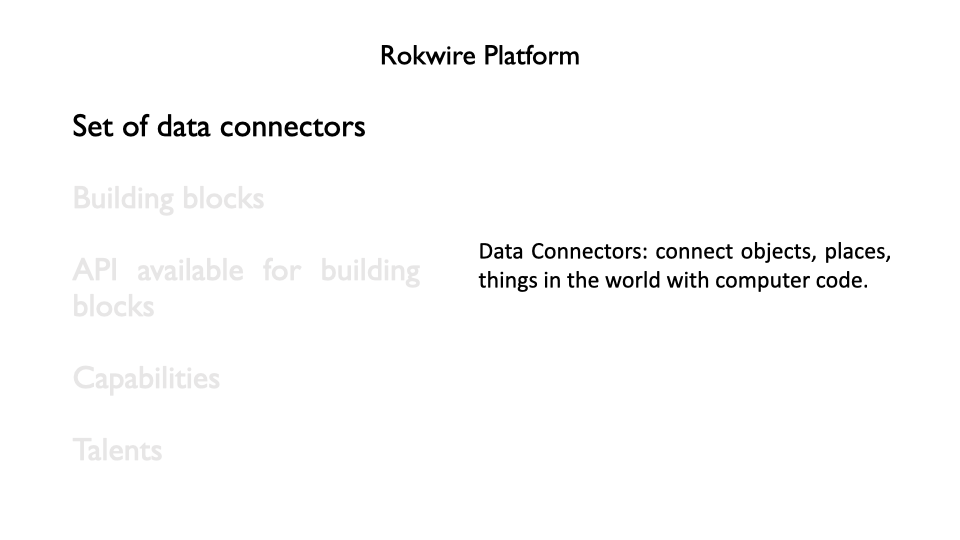 Rokwire Platform
Set of data connectors
Building blocks
API available for building
blocks
Capabilities
Talents
Data Connectors: connect objects, places,
things in the world with computer code.